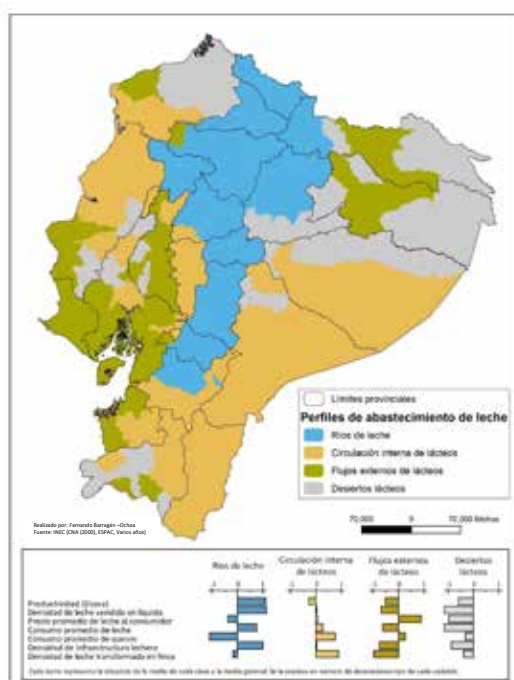 Límites provinciales
Perfiles de abastecimiento de leche
Ríos de leche
Circulación interna de lácteos
Flujos externos de lácteos
Desiertos lácteos
Realizado por: Fernando Barragán -Ochoa
Fuente: INEC (CNA (2000), ESPAC, Varios años)
70,000 0 70,000 Metros
Ríos de leche
Circulación interna de lácteos
Flujos externos de lácteos
Desiertos lácteos
Productividad (l/vaca)
Densidad de leche vendida en líquido
Precio promedio de leche al consumidor
Consumo promedio de leche
Consumo promedio de quesos
Densidad de infraestructura lechera
Densidad de leche transformada en finca